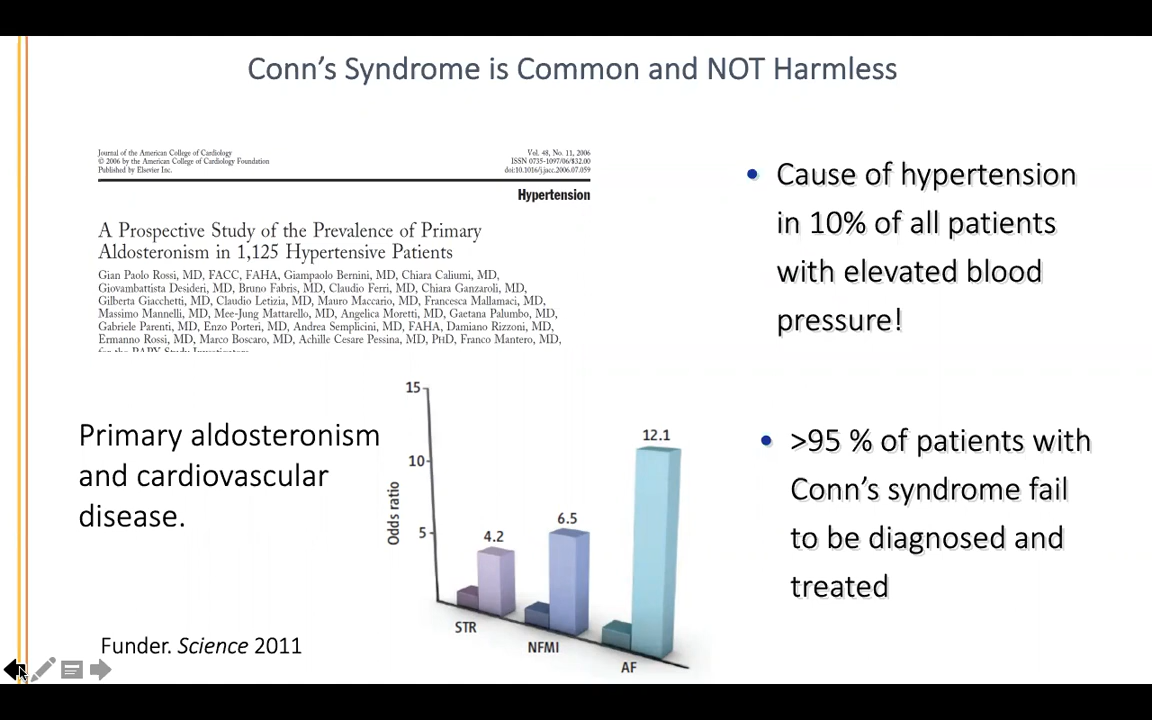 Conn's Syndrome is Common and NOT Harmless
Journal of the American College of Cardiology
© 2006 by the American College of Cardiology Foundation
Published by Elsevier Inc.
Vol. 48, No. 11, 2006
ISSN 0735-1097/06/$32.00
doi:10.1016/j.jacc.2006.07.059
Hypertension
A Prospective Study of the Prevalence of Primary
Aldosteronism in 1,125 Hypertensive Patients
Gian Paolo Rossi, MD, FACC, FAHA, Giampaolo Bernini, MD, Chiara Caliumi, MD,
Giovambattista Desideri, MD, Bruno Fabris, MD, Claudio Ferri, MD, Chiara Ganzaroli, MD,
Gilberta Giacchetti, MD, Claudio Letizia, MD, Mauro Maccario, MD, Francesca Mallamaci, MD,
Massimo Mannelli, MD, Mee-Jung Mattarello, MD, Angelica Moretti, MD, Gaetana Palumbo, MD,
Gabriele Parenti, MD, Enzo Porteri, MD, Andrea Semplicini, MD, FAHA, Damiano Rizzoni, MD,
Ermanno Rossi, MD, Marco Boscaro, MD, Achille Cesare Pessina, MD, PHD, Franco Mantero, MD,
for the PAPY Study Investigators
• Cause of hypertension
in 10% of all patients
with elevated blood
pressure!
Primary aldosteronism
and cardiovascular
disease.
Odds ratio
15
10
5
4.2
6.5
12.1
STR
NFMI
AF
• >95 % of patients with
Conn's syndrome fail
to be diagnosed and
treated
Funder. Science 2011